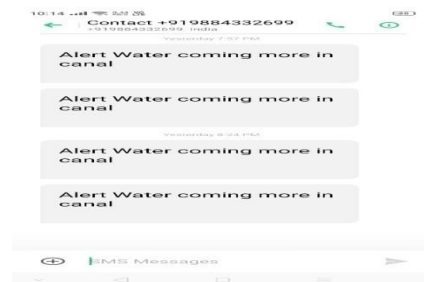 10:14
Contact +919884332699
+919884332699 India
Yesterday 7:57 PM
Alert Water coming more in
canal
Alert Water coming more in
canal
Yesterday 8:24 PM
Alert Water coming more in
canal
Alert Water coming more in
canal
SMS Messages